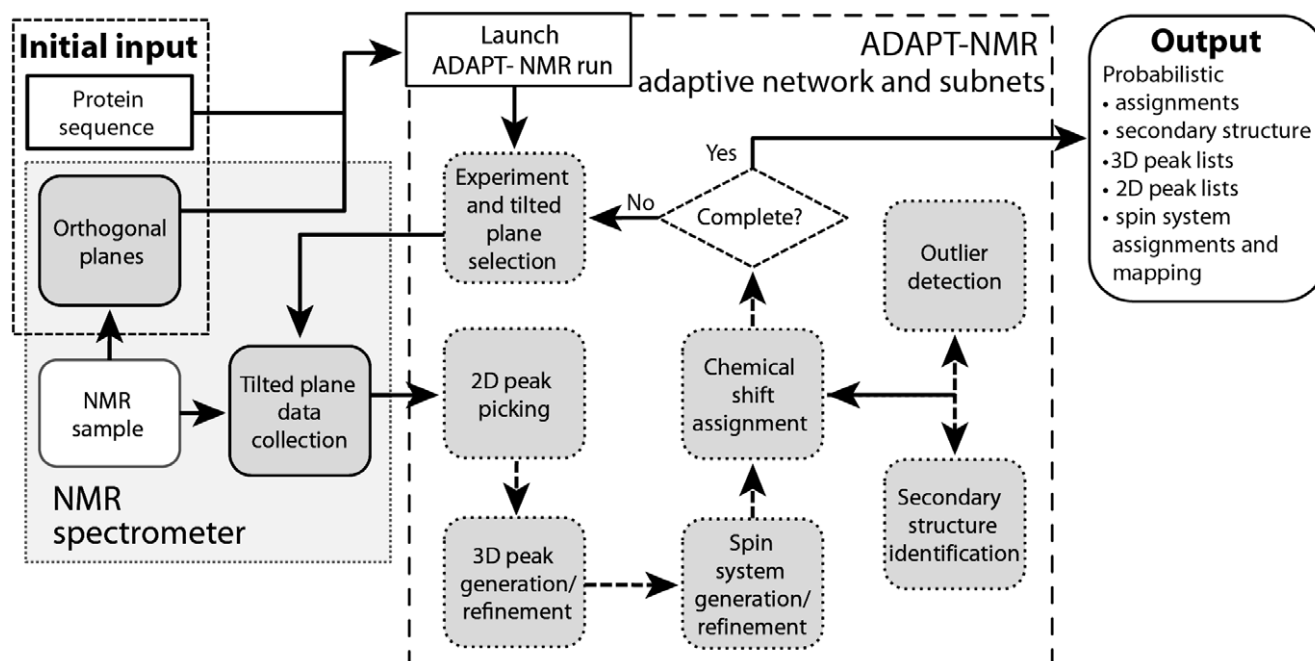 Initial input
Protein
sequence
Orthogonal
planes
NMR
sample
Tilted plane
data
collection
NMR
spectrometer
Launch
ADAPT- NMR run
ADAPT-NMR
adaptive network and subnets
Experiment
and tilted
plane
selection
No
Yes
Complete?
2D peak
picking
3D peak
generation/
refinement
Spin
system
generation/
refinement
Chemical
shift
assignment
Outlier
detection
Secondary
structure
identification
Output
Probabilistic
• assignments
• secondary structure
•3D peak lists
• 2D peak lists
• spin system
assignments and
mapping